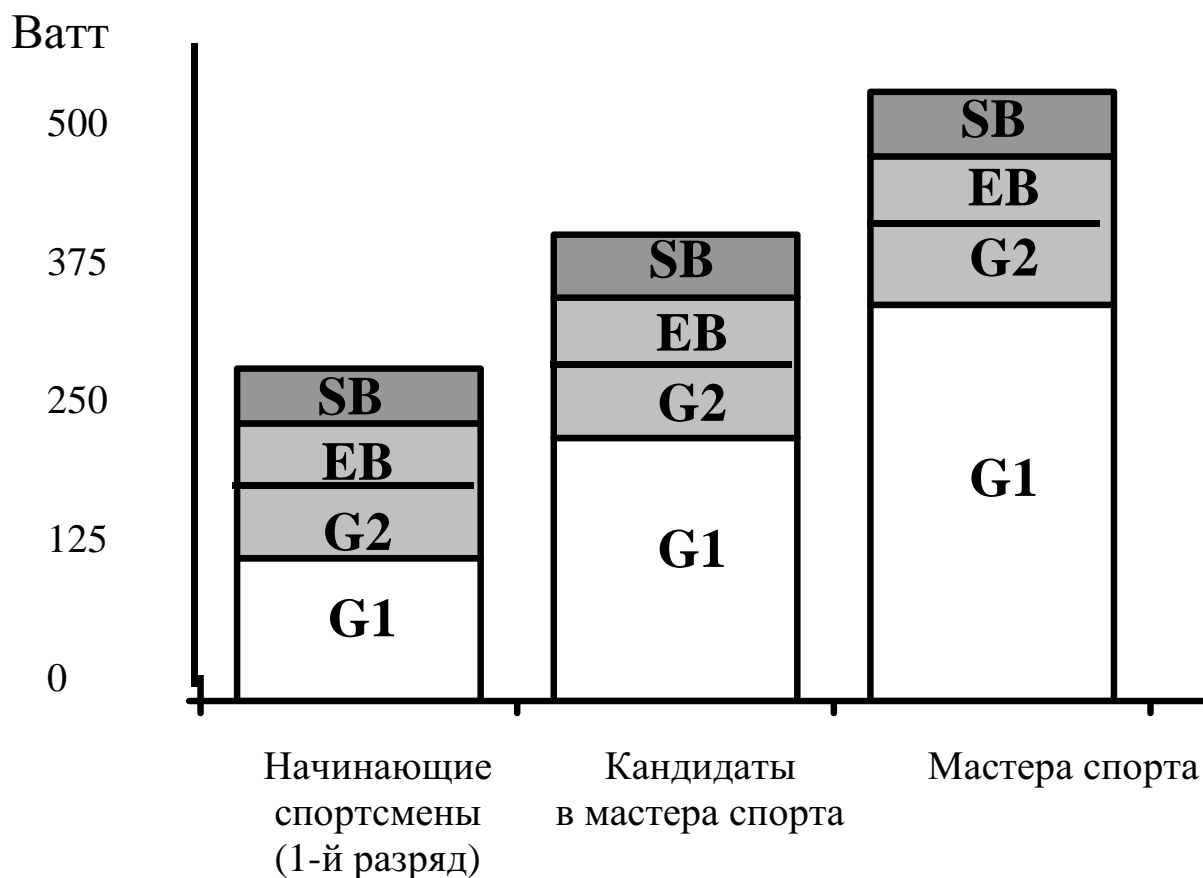 Ватт
500
375
250
125
0
SB
EB
G2
G1
SB
EB
G2
G1
SB
EB
G2
G1
Начинающие
спортсмены
(1-й разряд)
Кандидаты
в мастера спорта
Мастера спорта